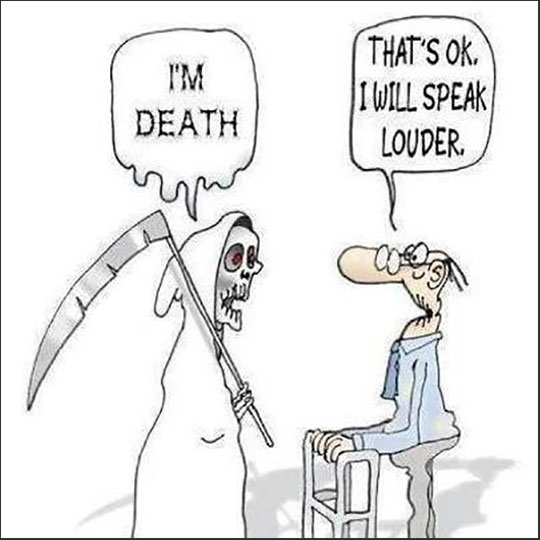 I'M
DEATH
THAT'S OK.
I WILL SPEAK
LOUDER.